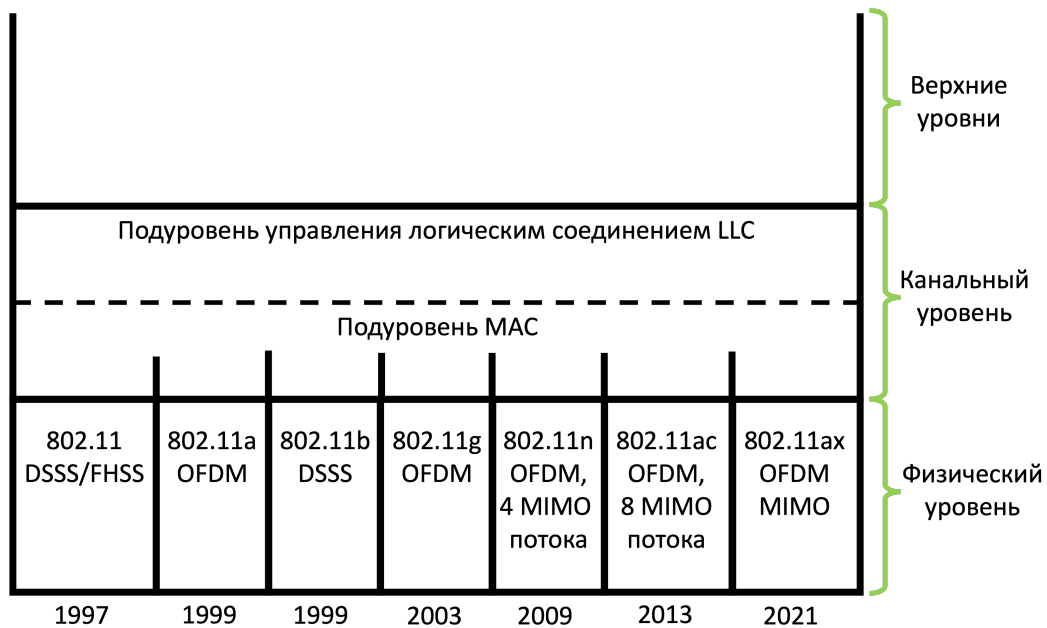 Верхние
уровни
Подуровень управления логическим соединением LLC
Канальный
уровень
Подуровень MAC
802.11
DSSS/FHSS
802.11a
OFDM
802.11b
DSSS
802.11g
OFDM
802.11n
OFDM,
4 MIMO
потока
802.11ac
OFDM,
8 MIMO
потока
802.11ax
OFDM
MIMO
Физический
уровень
1997
1999
1999
2003
2009
2013
2021